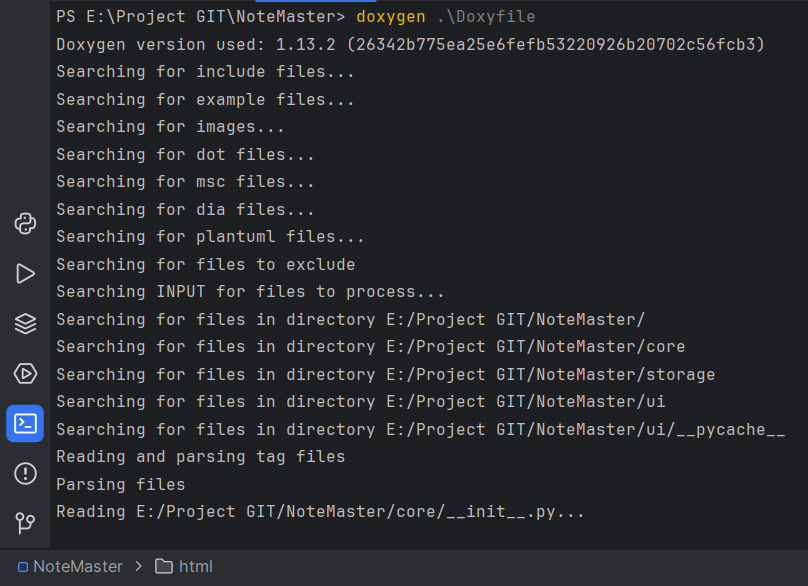 PS E:\Project GIT\NoteMaster> doxygen .\Doxyfile
Doxygen version used: 1.13.2 (26342b775ea25e6fefb53220926b20702c56fcb3)
Searching for include files...
Searching for example files...
Searching for images...
Searching for dot files...
Searching for msc files...
Searching for dia files...
Searching for plantuml files...
Searching for files to exclude
Searching INPUT for files to process...
Searching for files in directory E:/Project GIT/NoteMaster/
Searching for files in directory E:/Project GIT/NoteMaster/core
Searching for files in directory E:/Project GIT/NoteMaster/storage
Searching for files in directory E:/Project GIT/NoteMaster/ui
Searching for files in directory E:/Project GIT/NoteMaster/ui/__pycache__
Reading and parsing tag files
Parsing files
Reading E:/Project GIT/NoteMaster/core/__init__.py...
NoteMaster > html